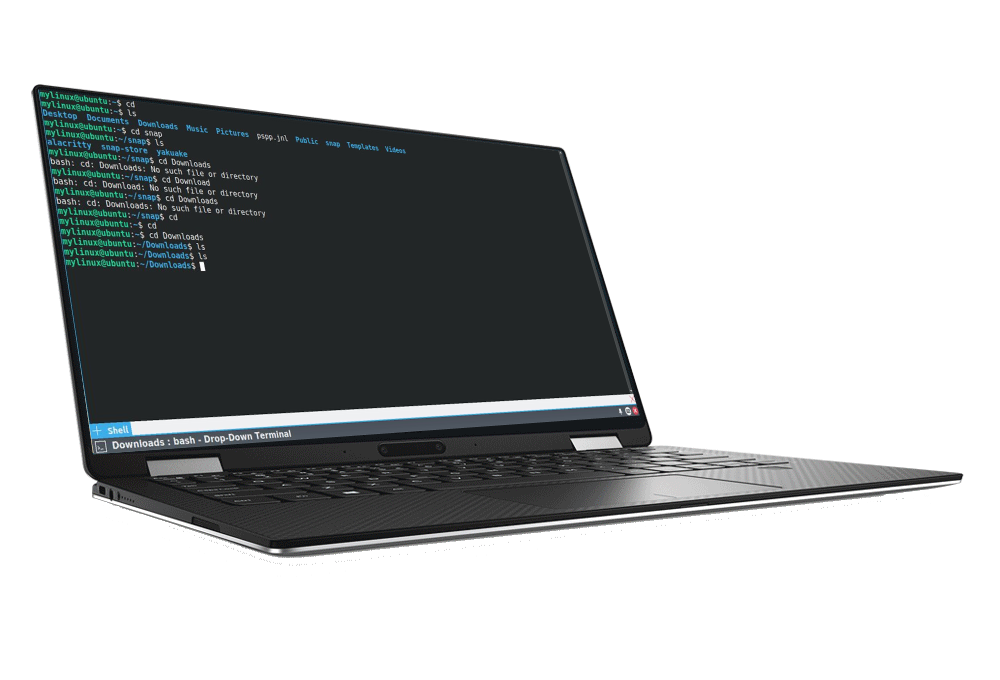 mylinux@ubuntu:~$ cd
mylinux@ubuntu:~$ ls
Desktop Documents Downloads Music Pictures pspp.jnl Public snap Templates Videos
mylinux@ubuntu:~$ cd snap
mylinux@ubuntu:~/snap$ ls
alacritty snap-store yakuake
mylinux@ubuntu:~/snap$ cd Downloads
bash: cd: Downloads: No such file or directory
mylinux@ubuntu:~/snap$ cd Download
bash: cd: Download: No such file or directory
mylinux@ubuntu:~/snap$ cd Downloads
bash: cd: Downloads: No such file or directory
mylinux@ubuntu:~/snap$ cd
mylinux@ubuntu:~$ cd
mylinux@ubuntu:~$ cd Downloads
mylinux@ubuntu:~/Downloads$ ls
mylinux@ubuntu:~/Downloads$ ls
mylinux@ubuntu:~/Downloads$
Shell
Downloads : bash - Drop-Down Terminal